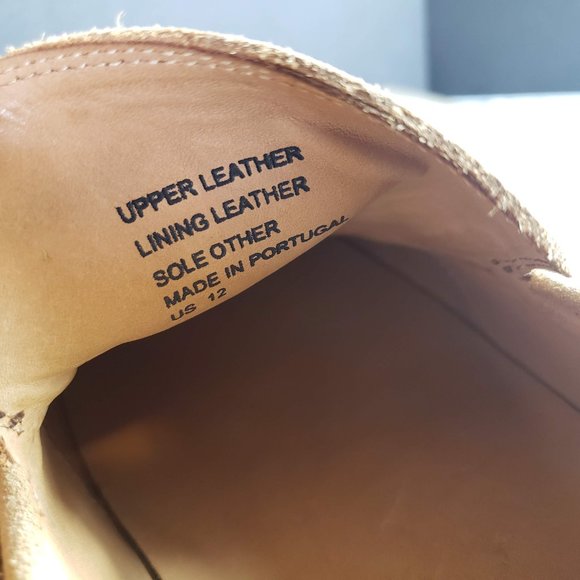 UPPER LEATHER
LINING LEATHER
SOLE OTHER
MADE IN PORTUGAL
US 12